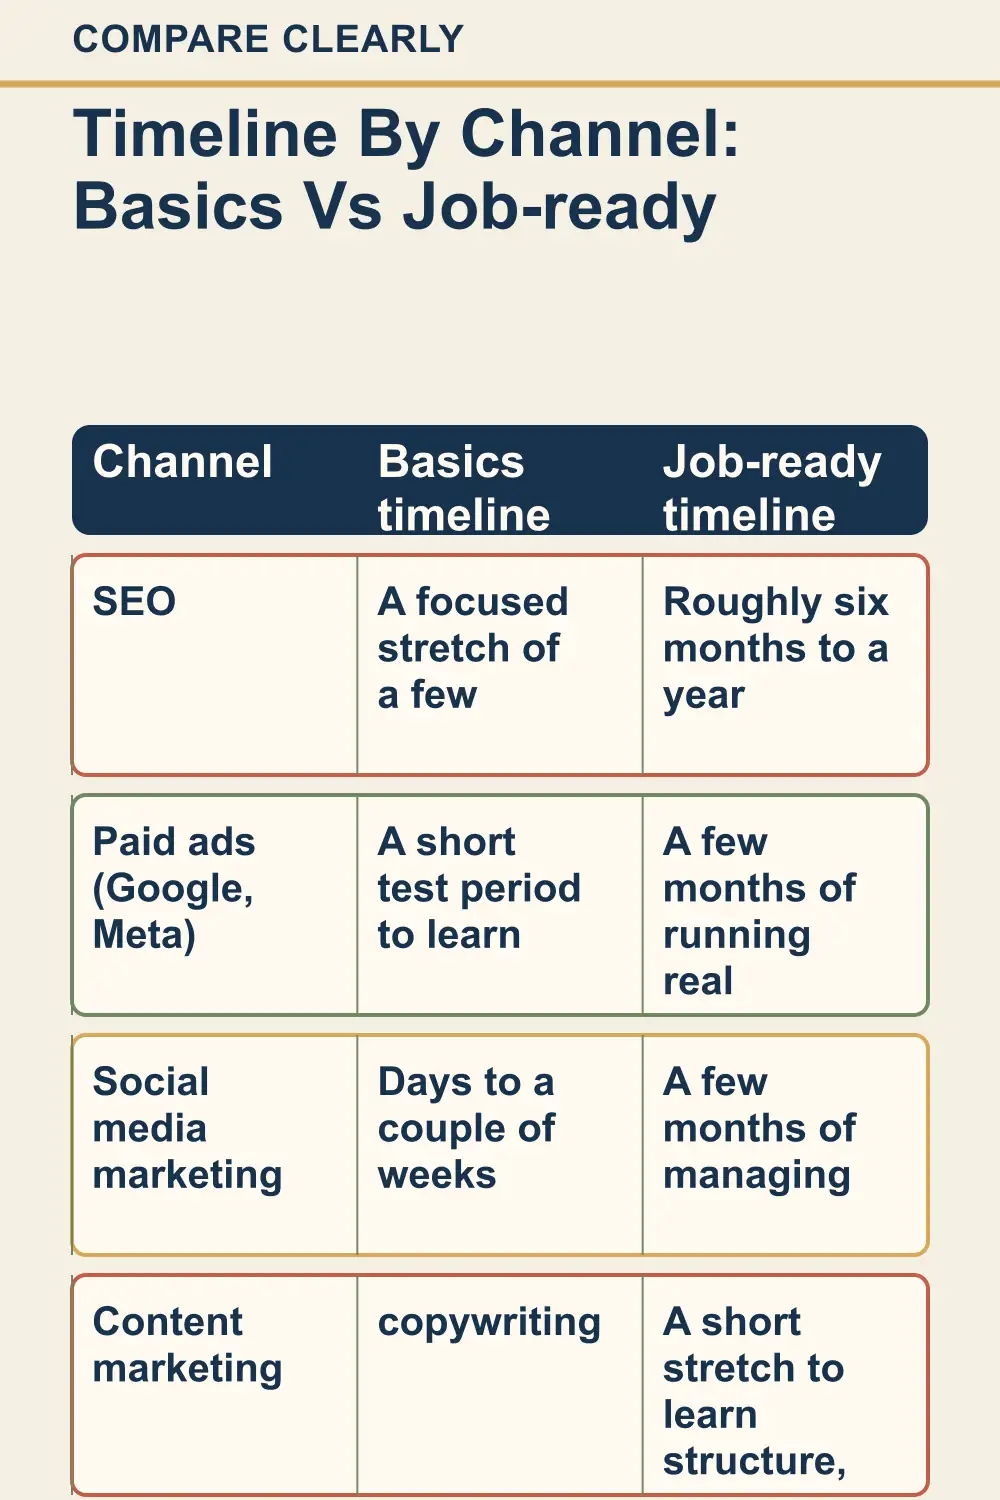 COMPARE CLEARLY
Timeline By Channel:
Basics Vs Job-ready
Channel
Basics
timeline
Job-ready
timeline
SEO
A focused
stretch of
a few
Roughly six
months to a
year
Paid ads
(Google,
Meta)
A short
test period
to learn
A few
months of
running
real
Social
media
marketing
Days to a
couple of
weeks
A few
months of
managing
Content
marketing
copywriting
A short
stretch to
learn
structure,